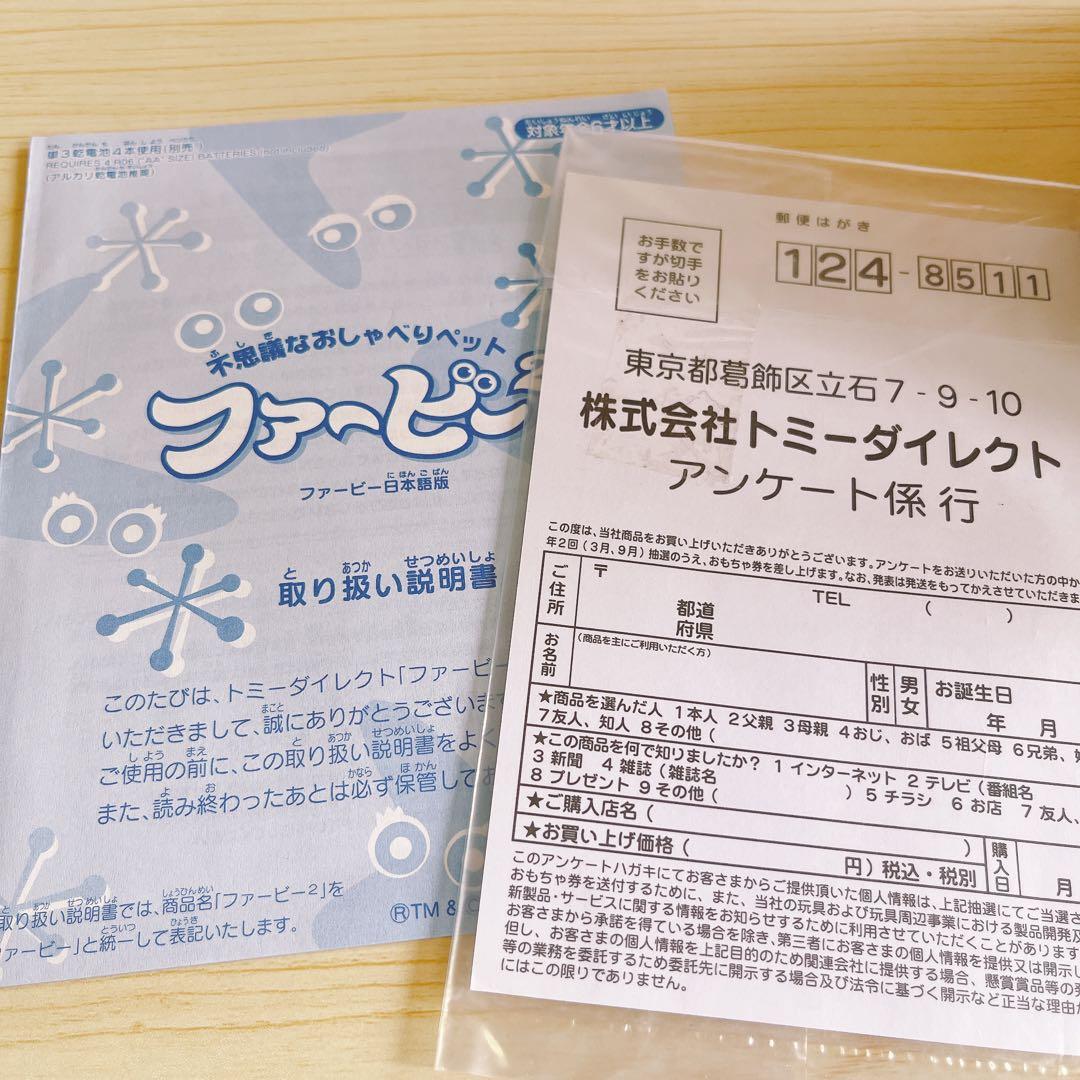 単3乾電池4本使用(別売)
REQUIRES 4 R06 ("AA" SIZE) BATTERIES (not included)
(アルカリ乾電池推奨)
才以上
不思議なおしゃべりペット
ファービー
ファービー日本語版
取り扱い説明書
このたびは、トミーダイレクト「ファービー
いただきまして、誠にありがとうございます
ご使用の前に、この取り扱い説明書をよく
また、読み終わったあとは必ず保管してお
取り扱い説明書では、商品名「ファービー2」を
ァービー」と統一して表記いたします。
®TM &
郵便はがき
お手数で
すが切手
をお貼り
ください
124-8511
東京都葛飾区立石7-9-10
株式会社トミーダイレクト
アンケート係 行
この度は、当社商品をお買い上げいただきありがとうございます。アンケートをお送りいただいた方の中か
年2回(3月、9月)抽選のうえ、おもちゃ券を差し上げます。なお、発表は発送をもってかえさせていただきま
ご住所
〒
都道
府県
TEL ( )
お名前
(商品を主にご利用いただく方)
性別
男
女
お誕生日
年 月
★商品を選んだ人 1本人 2父親 3母親 4おじ、おば 5祖父母 6兄弟、
7友人、知人 8その他(
★この商品を何で知りましたか? 1 インターネット 2 テレビ(番組名
3 新聞 4 雑誌(雑誌名 ) 5 チラシ 6 お店 7 友人、
8 プレゼント 9 その他(
★ご購入店名( )
★お買い上げ価格( 円)税込・税別
購入日
月
このアンケートハガキにてお客さまからご提供頂いた個人情報は、上記抽選にてご当選さ
おもちゃ券を送付するために、また、当社の玩具および玩具周辺事業における製品開発及
新製品・サービスに関する情報をお知らせするために利用させていただくことがあります
お客さまから承諾を得ている場合を除き、第三者にお客さまの個人情報を提供又は開示し
但し、お客さまの個人情報を上記目的のため関連会社に提供する場合、懸賞賞品等の発
等の業務を委託するため委託先に開示する場合及び法令に基づく開示など正当な理由が
にはこの限りでありません。